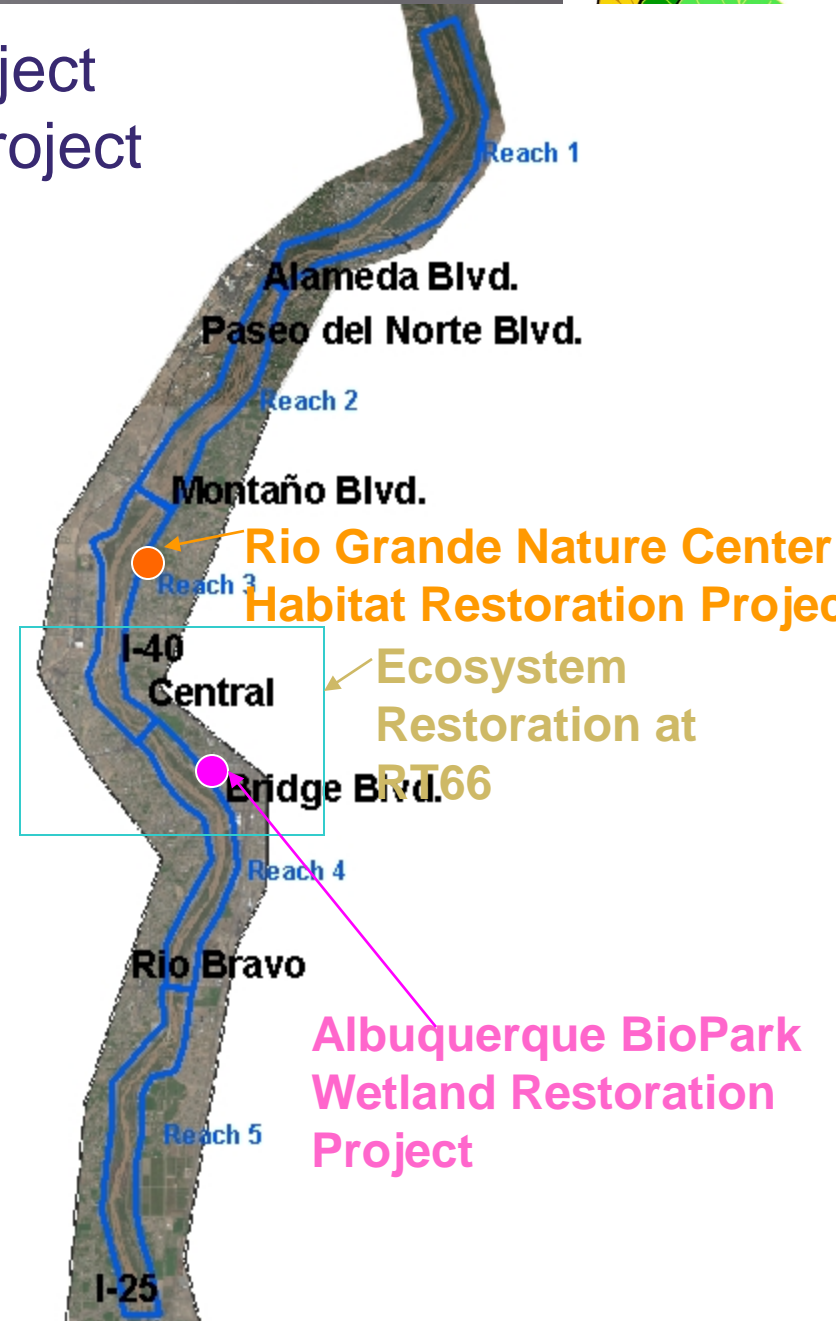 ject
roject
Reach 1
Alameda Blvd.
Paseo del Norte Blvd.
Reach 2
Montaño Blvd.
Rio Grande Nature Center
Habitat Restoration Projec
Reach 3
I-40
Central
Ecosystem
Restoration at
RT66
Bridge Blvd.
Reach 4
Rio Bravo
Albuquerque BioPark
Wetland Restoration
Project
Reach 5
I-25